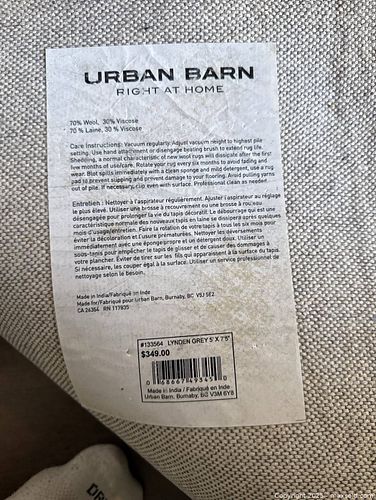 URBAN BARN
RIGHT AT HOME
70% Wool, 30% Viscose
70 % Laine, 30 % Viscose
Care Instructions: Vacuum regularly. Adjust vacuum height to highest pile
setting. Use hand attachment or disengage beating brush to extend rug life.
Shedding, a normal characteristic of new wool rugs will dissipate after the first
few months of use/care. Rotate your rug every six months to avoid fading and
wear. Blot spills immediately with a clean sponge and mild detergent, use a rug
pad to prevent slipping and prevent damage to your flooring. Avoid pulling yarns
out of pile. If necessary, clip even with surface. Professional clean as needed.
Entretien : Nettoyer à l'aspirateur régulièrement. Ajuster l'aspirateur au réglage
le plus élevé. Utiliser une brosse à recouvrement ou une brosse à rouleau
désengagée pour prolonger la vie du tapis décoratif. Le débourrage est une
caractéristique normale des nouveaux tapis en laine se dissipera après quelques
mois d'usage/entretien. Faire la rotation de votre tapis à tous les six mois pour
éviter la décoloration et l'usure prématurées. Nettoyer les déversements
immédiatement avec une éponge propre et un détergent doux. Utiliser un
sous-tapis pour empêcher le tapis de glisser et de causer des dommages à
votre plancher. Éviter de tirer sur les fils qui apparaissent à la surface du tapis.
Si nécessaire, les couper égal à la surface. Utiliser un service professionnel de
nettoyage selon le besoin.
Made in India/Fabriqué en Inde
Made for/Fabriqué pour Urban Barn, Burnaby, BC V5J 5E2
CA 26364 RN 117835
#133564 LYNDEN GREY 5' X 7'5"
$349.00
0 68667 49345 0
Made in India / Fabriqué en Inde
Urban Barn, Burnaby, BC V3M 6Y8
Copyright 2025 - maxsold.com